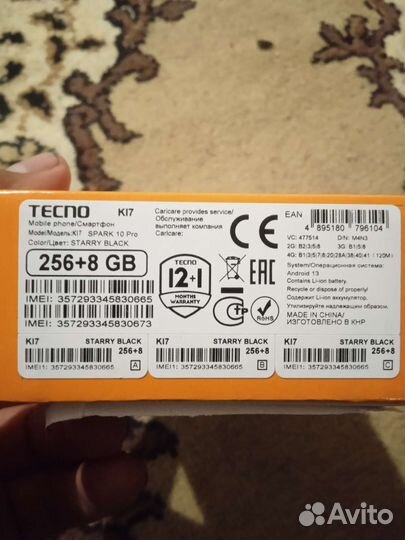 TECNO KI7
Mobile phone/Смартфон
Model/Модель: KI7 SPARK 10 Pro
Color/Цвет: STARRY BLACK
256+8 GB
IMEI: 357293345830665
IMEI: 357293345830673
Carlcare provides service/
Обслуживание
выполняет компания
Carlcare:
TECNO
12+1
MONTHS
WARRANTY
EAC
RoHS
EAN
4 895180 796104
VC: 477514 D/N: M4N3
2G: B2/3/5/8 3G: B1/5/8
4G: B1/3/5/7/8/20/28A/38/40/41 (120M)
System/Операционная система:
Android 13
Contains Li-ion battery.
Recycle or dispose of properly/
Содержит Li-ion аккумулятор.
Утилизировать надлежащим образом.
MADE IN CHINA/
ИЗГОТОВЛЕНО В КНР
KI7 STARRY BLACK
256+8
IMEI1: 357293345830665 A
KI7 STARRY BLACK
256+8
IMEI1: 357293345830665 B
KI7 STARRY BLACK
256+8
IMEI1: 357293345830665 C
Avito